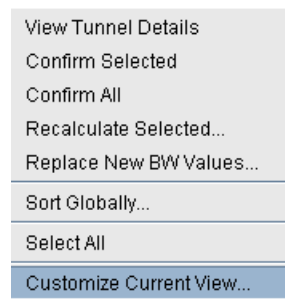 View Tunnel Details
Confirm Selected
Confirm All
Recalculate Selected...
Replace New BW Values...
Sort Globally...
Select All
Customize Current View...